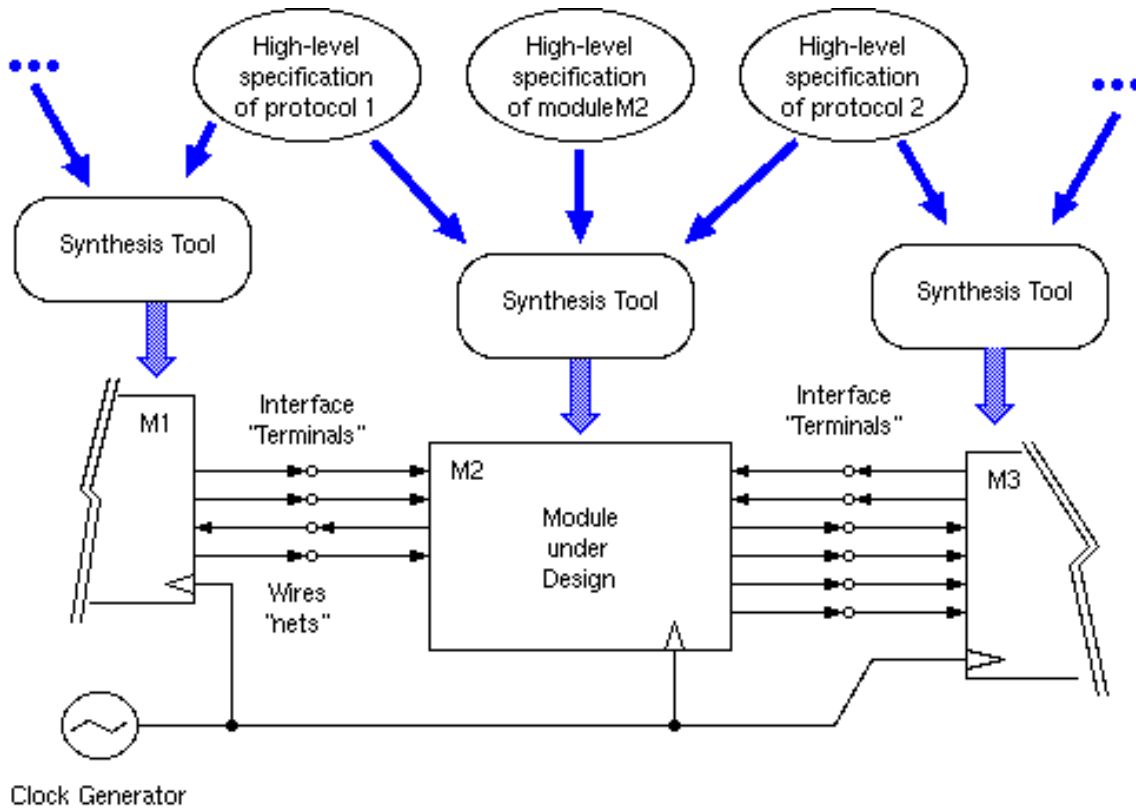 High-level
specification
of protocol 1
High-level
specification
of moduleM2
High-level
specification
of protocol 2
Synthesis Tool
Synthesis Tool
Synthesis Tool
M1
Interface
"Terminals"
Wires
"nets"
M2
Module
under
Design
Interface
"Terminals"
M3
Clock Generator